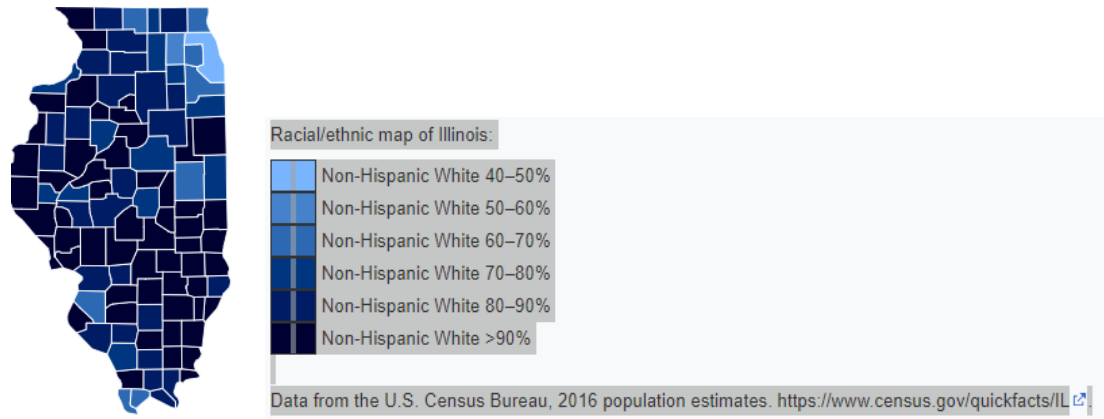 Racial/ethnic map of Illinois:
Non-Hispanic White 40–50%
Non-Hispanic White 50–60%
Non-Hispanic White 60–70%
Non-Hispanic White 70–80%
Non-Hispanic White 80–90%
Non-Hispanic White >90%
Data from the U.S. Census Bureau, 2016 population estimates. https://www.census.gov/quickfacts/IL.